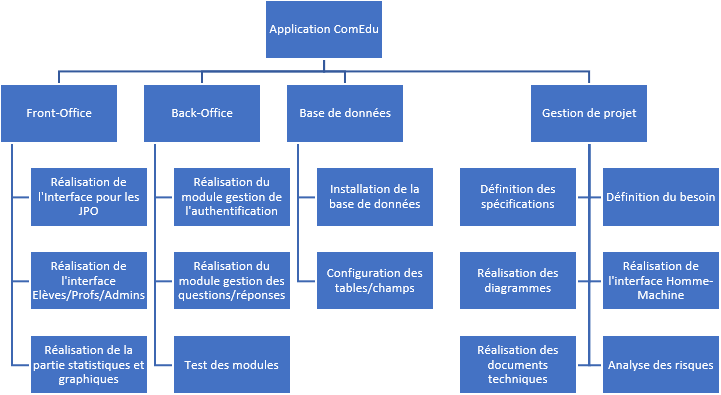 Application ComEdu
Front-Office
Back-Office
Base de données
Gestion de projet
Réalisation de
l'Interface pour les
JPO
Réalisation du
module gestion de
l'authentification
Installation de la
base de données
Définition des
spécifications
Définition du besoin
Réalisation de
l'interface
Elèves/Profs/Admins
Réalisation du
module gestion des
questions/réponses
Configuration des
tables/champs
Réalisation des
diagrammes
Réalisation de
l'interface Homme-
Machine
Réalisation de la
partie statistiques et
graphiques
Test des modules
Réalisation des
documents
techniques
Analyse des risques